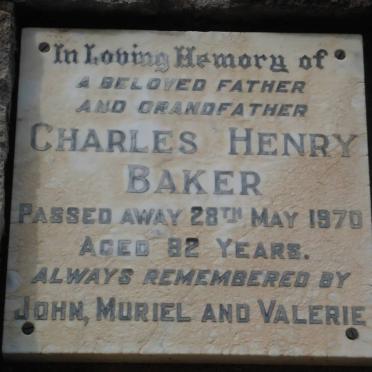 In Loving Memory of
A BELOVED FATHER
AND GRANDFATHER
CHARLES HENRY
BAKER
PASSED AWAY 28TH MAY 1970
AGED 82 YEARS.
ALWAYS REMEMBERED BY
JOHN, MURIEL AND VALERIE